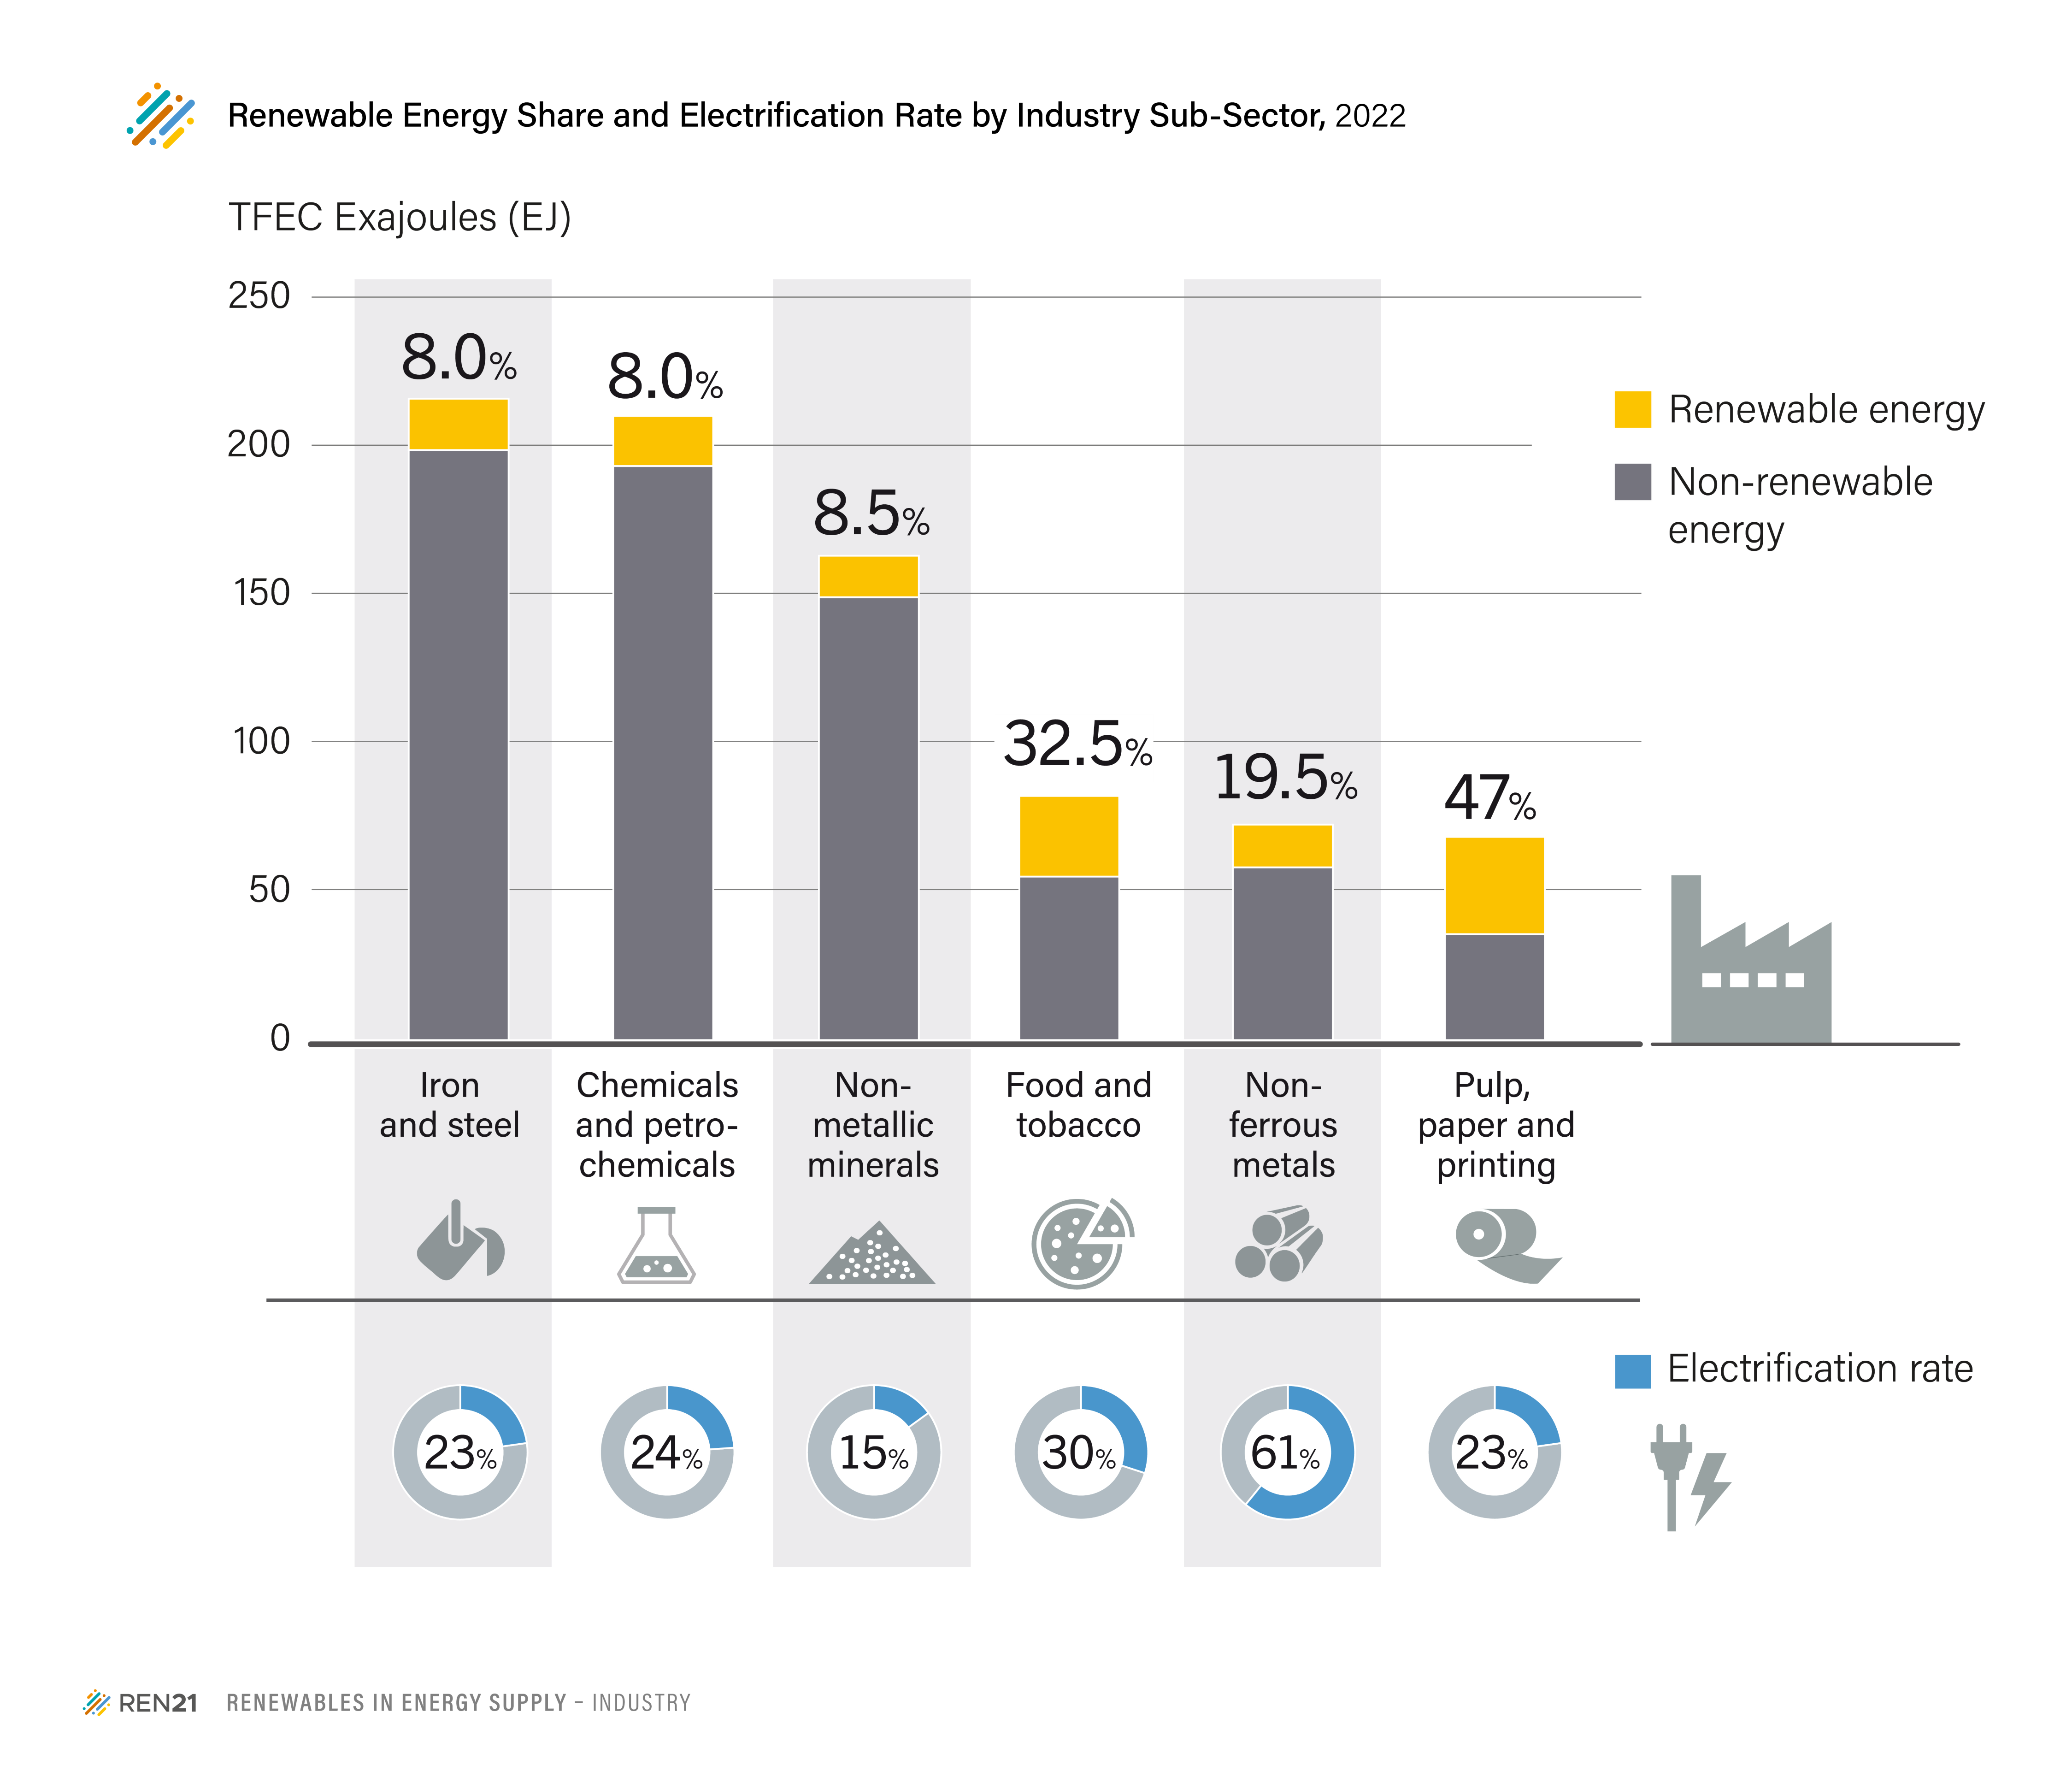 Renewable Energy Share and Electrification Rate by Industry Sub-Sector, 2022
TFEC Exajoules (EJ)
250
200
150
100
50
0
8.0%
8.0%
8.5%
32.5%
19.5%
47%
Renewable energy
Non-renewable
energy
Iron
and steel
Chemicals
and petro-
chemicals
Non-
metallic
minerals
Food and
tobacco
Non-
ferrous
metals
Pulp,
paper and
printing
Electrification rate
23%
24%
15%
30%
61%
23%
REN21 RENEWABLES IN ENERGY SUPPLY – INDUSTRY